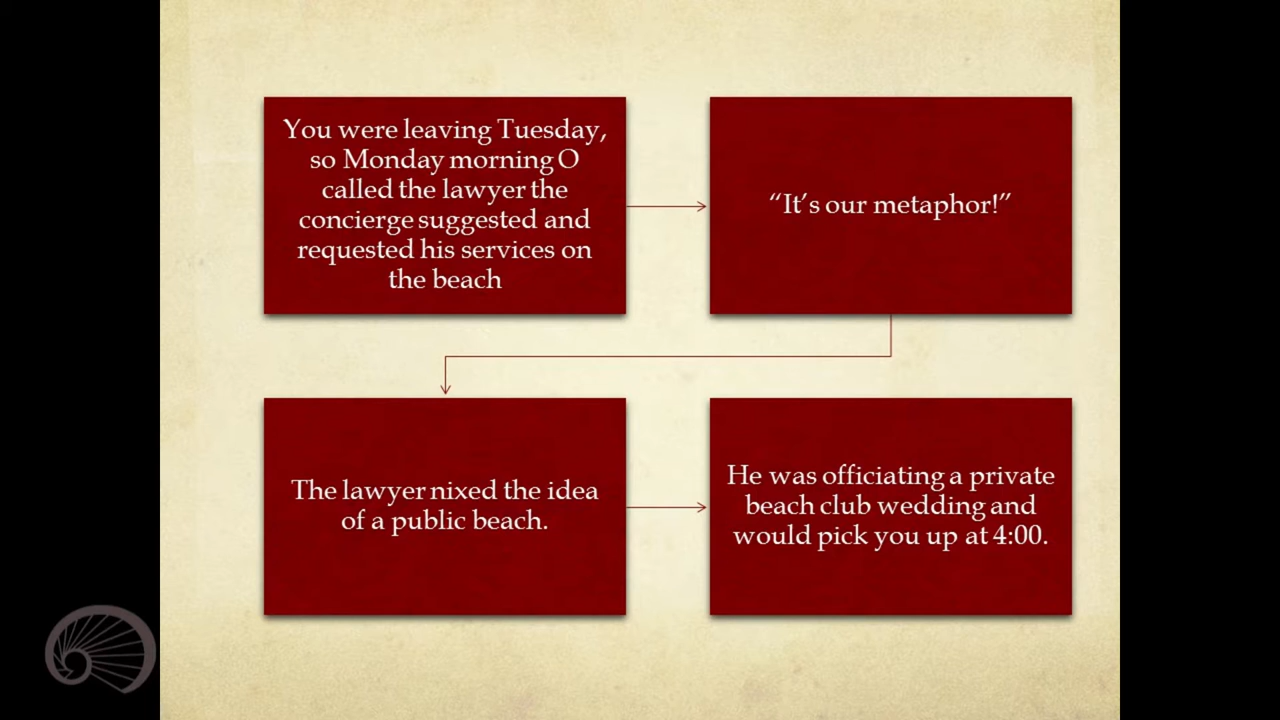 You were leaving Tuesday,
so Monday morning O
called the lawyer the
concierge suggested and
requested his services on
the beach
“It’s our metaphor!”
The lawyer nixed the idea
of a public beach.
He was officiating a private
beach club wedding and
would pick you up at 4:00.